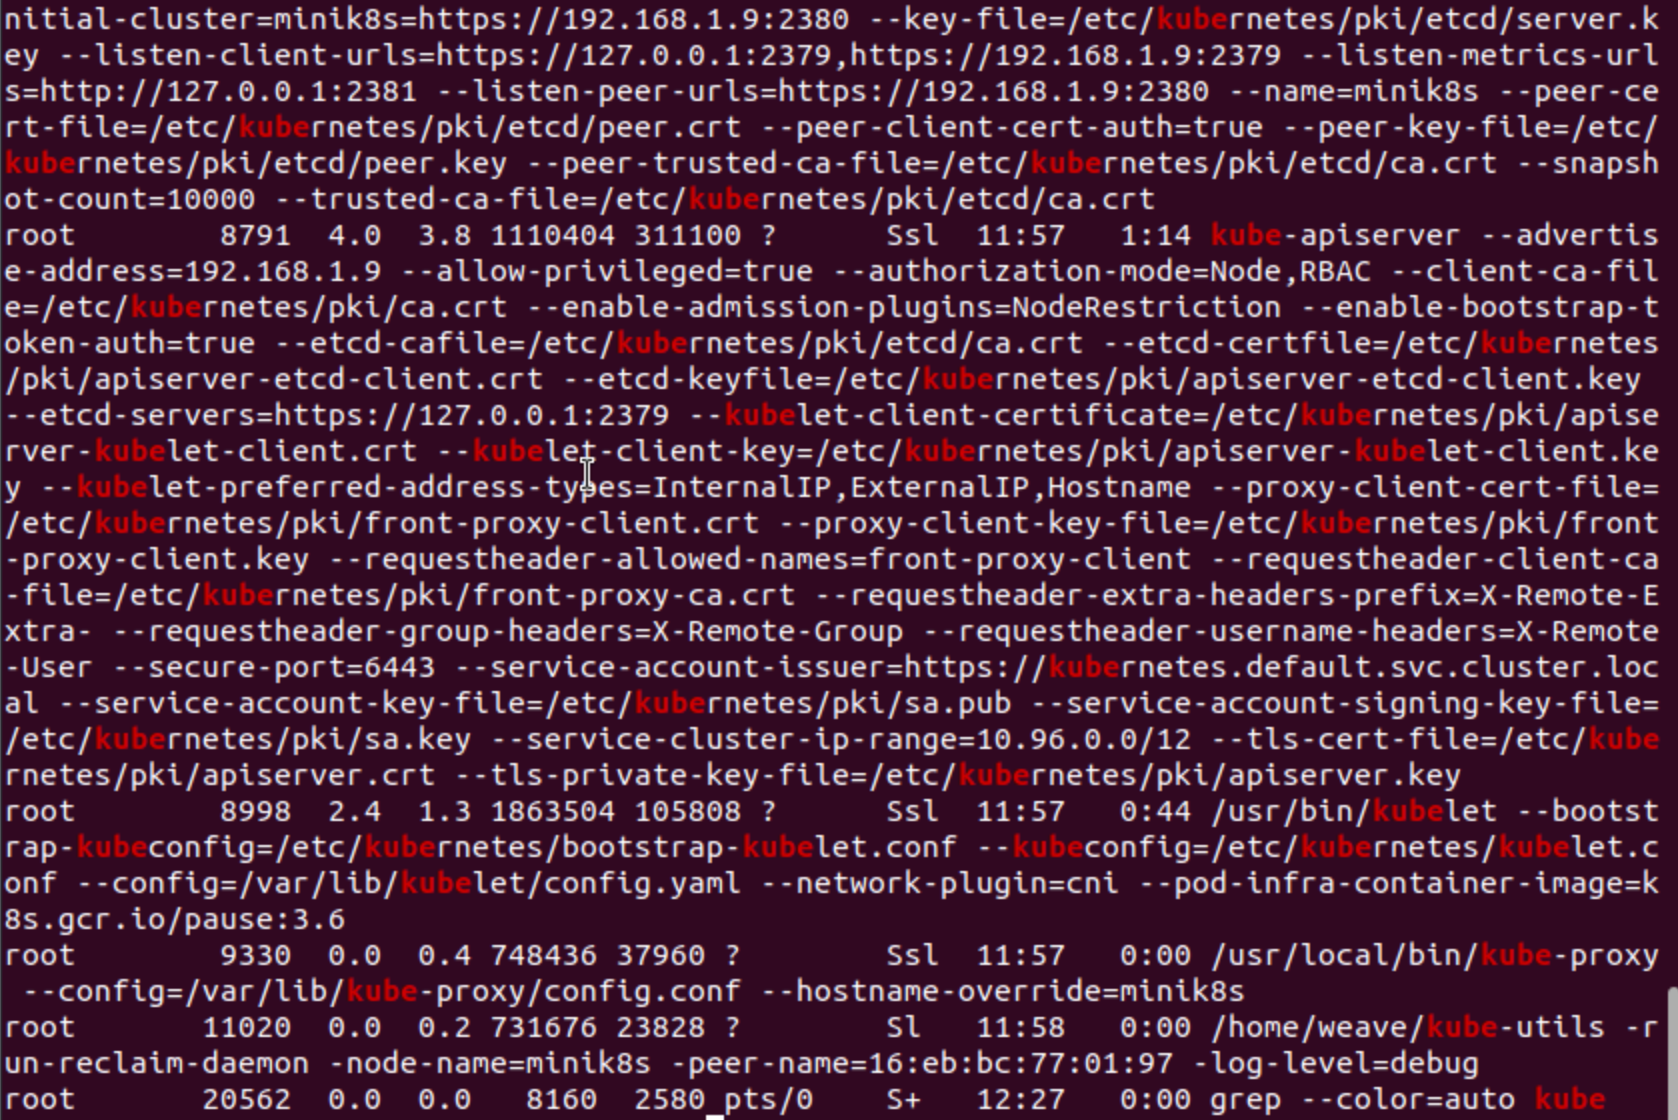 nitial-cluster=minik8s=https://192.168.1.9:2380 --key-file=/etc/kubernetes/pki/etcd/server.k
ey --listen-client-urls=https://127.0.0.1:2379,https://192.168.1.9:2379 --listen-metrics-url
s=http://127.0.0.1:2381 --listen-peer-urls=https://192.168.1.9:2380 --name=minik8s --peer-ce
rt-file=/etc/kubernetes/pki/etcd/peer.crt --peer-client-cert-auth=true --peer-key-file=/etc/
kubernetes/pki/etcd/peer.key --peer-trusted-ca-file=/etc/kubernetes/pki/etcd/ca.crt --snapsh
ot-count=10000 --trusted-ca-file=/etc/kubernetes/pki/etcd/ca.crt
root        8791  4.0  3.8 1110404 311100 ?      Ssl  11:57   1:14 kube-apiserver --advertis
e-address=192.168.1.9 --allow-privileged=true --authorization-mode=Node,RBAC --client-ca-fil
e=/etc/kubernetes/pki/ca.crt --enable-admission-plugins=NodeRestriction --enable-bootstrap-t
oken-auth=true --etcd-cafile=/etc/kubernetes/pki/etcd/ca.crt --etcd-certfile=/etc/kubernetes
/pki/apiserver-etcd-client.crt --etcd-keyfile=/etc/kubernetes/pki/apiserver-etcd-client.key
--etcd-servers=https://127.0.0.1:2379 --kubelet-client-certificate=/etc/kubernetes/pki/apise
rver-kubelet-client.crt --kubelet-client-key=/etc/kubernetes/pki/apiserver-kubelet-client.ke
y --kubelet-preferred-address-types=InternalIP,ExternalIP,Hostname --proxy-client-cert-file=
/etc/kubernetes/pki/front-proxy-client.crt --proxy-client-key-file=/etc/kubernetes/pki/front
-proxy-client.key --requestheader-allowed-names=front-proxy-client --requestheader-client-ca
-file=/etc/kubernetes/pki/front-proxy-ca.crt --requestheader-extra-headers-prefix=X-Remote-E
xtra- --requestheader-group-headers=X-Remote-Group --requestheader-username-headers=X-Remote
-User --secure-port=6443 --service-account-issuer=https://kubernetes.default.svc.cluster.loc
al --service-account-key-file=/etc/kubernetes/pki/sa.pub --service-account-signing-key-file=
/etc/kubernetes/pki/sa.key --service-cluster-ip-range=10.96.0.0/12 --tls-cert-file=/etc/kube
rnetes/pki/apiserver.crt --tls-private-key-file=/etc/kubernetes/pki/apiserver.key
root        8998  2.4  1.3 1863504 105808 ?      Ssl  11:57   0:44 /usr/bin/kubelet --bootst
rap-kubeconfig=/etc/kubernetes/bootstrap-kubelet.conf --kubeconfig=/etc/kubernetes/kubelet.c
onf --config=/var/lib/kubelet/config.yaml --network-plugin=cni --pod-infra-container-image=k
8s.gcr.io/pause:3.6
root        9330  0.0  0.4 748436 37960 ?        Ssl  11:57   0:00 /usr/local/bin/kube-proxy
 --config=/var/lib/kube-proxy/config.conf --hostname-override=minik8s
root       11020  0.0  0.2 731676 23828 ?        Sl   11:58   0:00 /home/weave/kube-utils -r
un-reclaim-daemon -node-name=minik8s -peer-name=16:eb:bc:77:01:97 -log-level=debug
root       20562  0.0  0.0   8160  2580 pts/0    S+   12:27   0:00 grep --color=auto kube